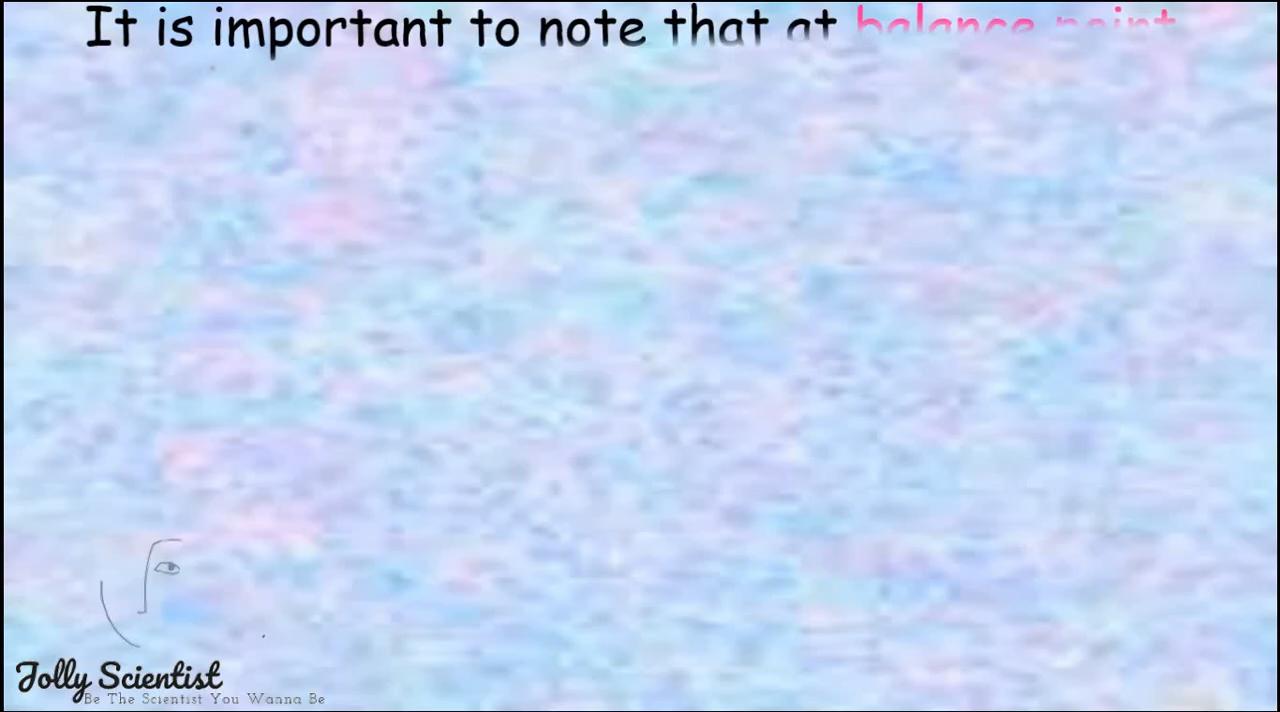 It is important to note that at balance point
Jolly Scientist
Be The Scientist You Wanna Be